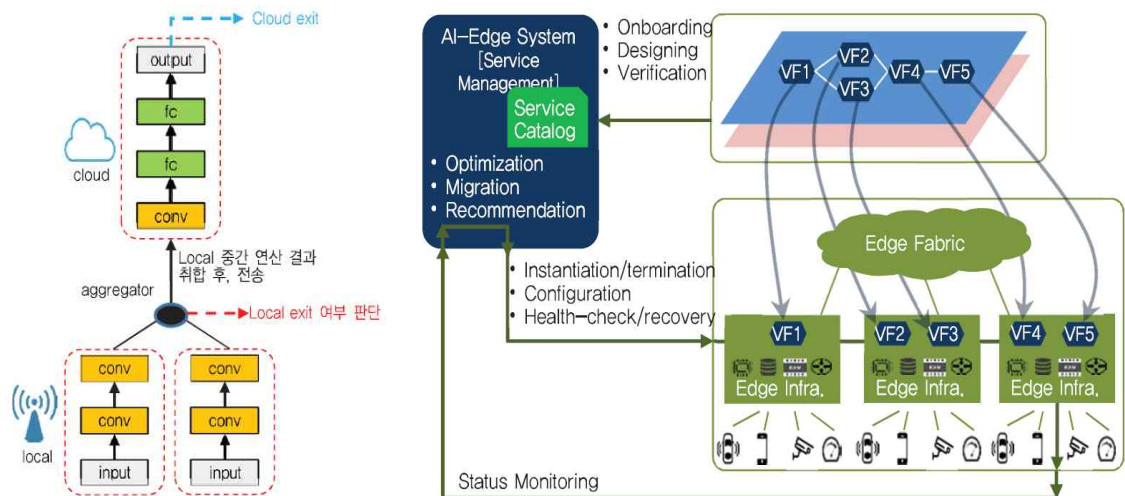 Cloud exit
output
fc
fc
conv
cloud
Local 중간 연산 결과
취합 후, 전송
aggregator
Local exit 여부 판단
conv
conv
conv
conv
local
input
input
AI-Edge System
[Service
Management]
Service
Catalog
• Optimization
• Migration
• Recommendation
• Onboarding
• Designing
• Verification
VF1
VF2
VF3
VF4
VF5
Edge Fabric
• Instantiation/termination
• Configuration
• Health-check/recovery
VF1
VF2
VF3
VF4
VF5
Edge Infra.
Edge Infra.
Edge Infra.
Status Monitoring